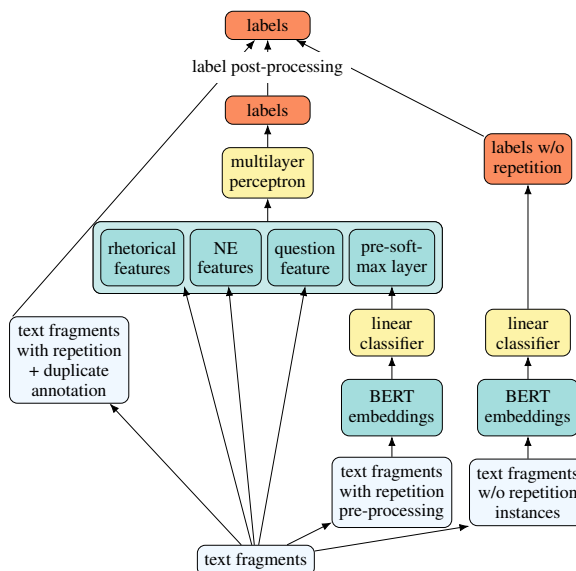 labels
label post-processing
labels
multilayer
perceptron
labels w/o
repetition
rhetorical
features
NE
features
question
feature
pre-soft-
max layer
text fragments
with repetition
+ duplicate
annotation
linear
classifier
linear
classifier
BERT
embeddings
BERT
embeddings
text fragments
with repetition
pre-processing
text fragments
w/o repetition
instances
text fragments